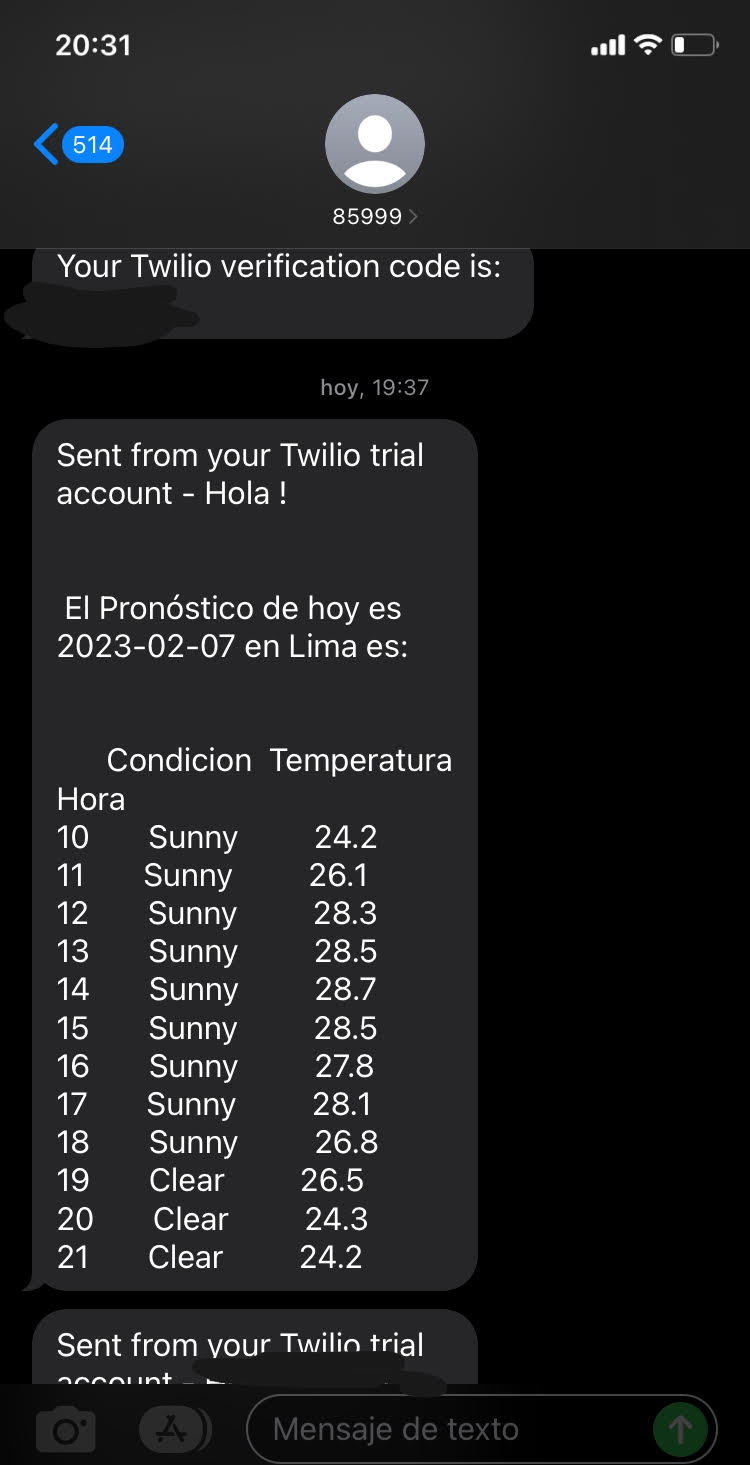 20:31
514
85999
Your Twilio verification code is:
hoy, 19:37
Sent from your Twilio trial
account - Hola !
El Pronóstico de hoy es
2023-02-07 en Lima es:
Condicion Temperatura
Hora
10 Sunny 24.2
11 Sunny 26.1
12 Sunny 28.3
13 Sunny 28.5
14 Sunny 28.7
15 Sunny 28.5
16 Sunny 27.8
17 Sunny 28.1
18 Sunny 26.8
19 Clear 26.5
20 Clear 24.3
21 Clear 24.2
Sent from your Twilio trial
account -
Mensaje de texto